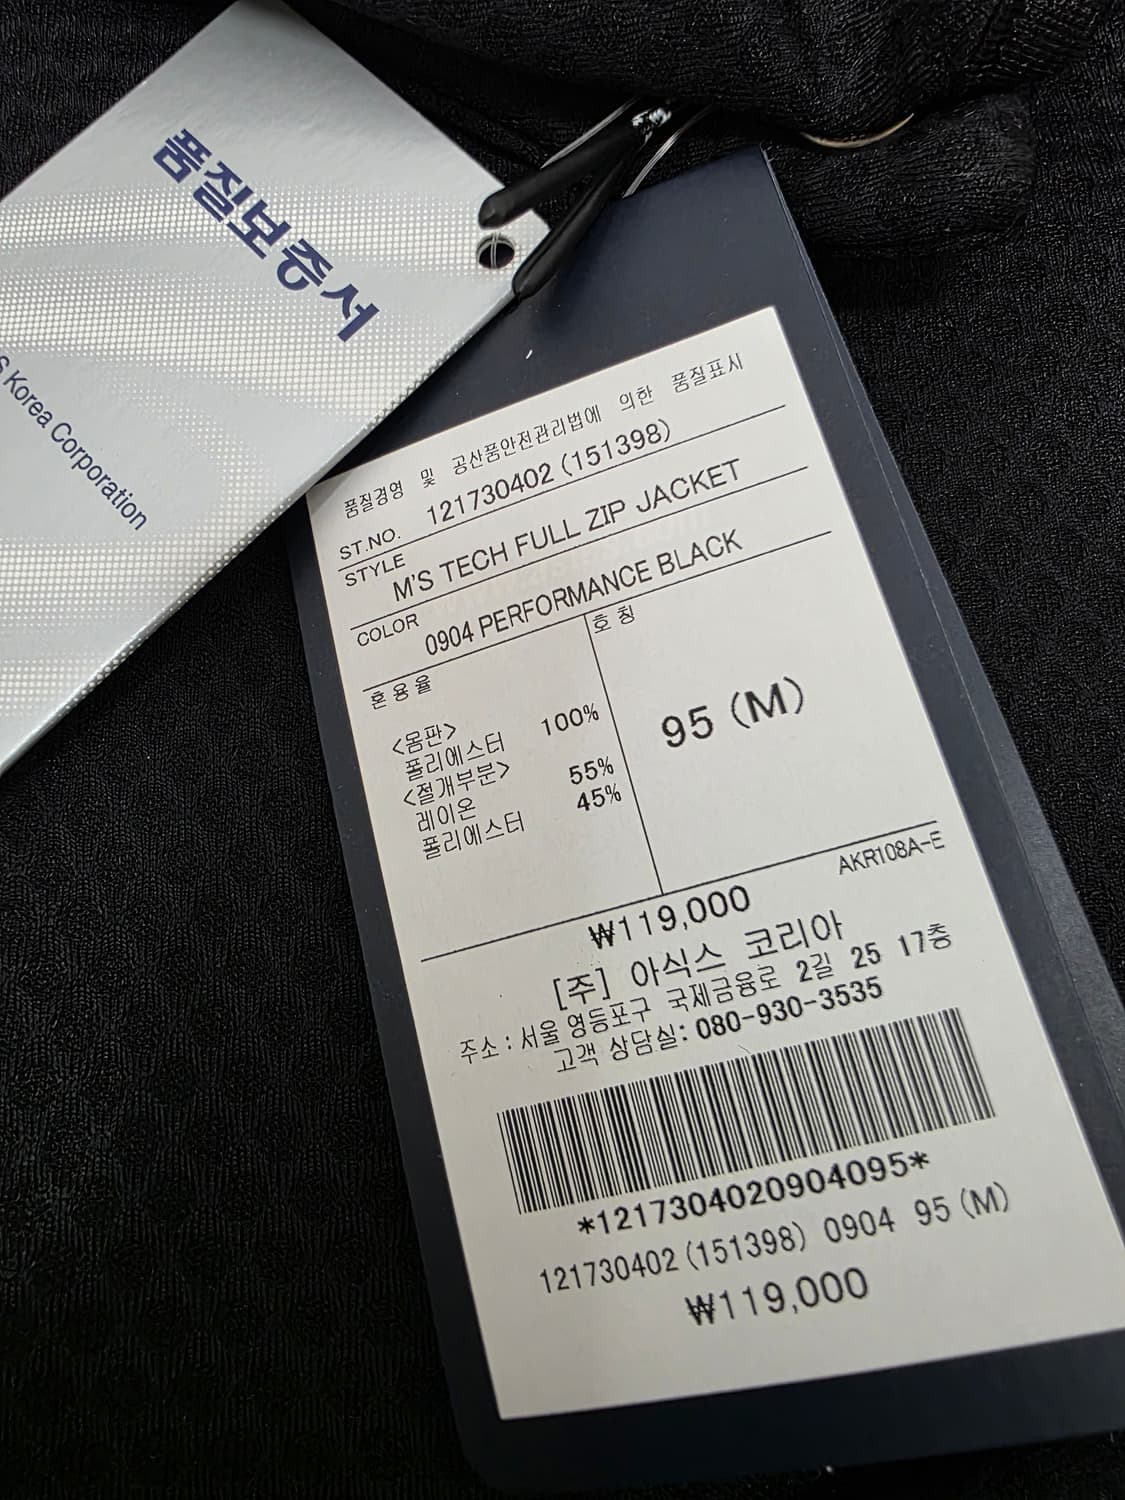 품질보증서
s Korea Corporation
품질경영 및 공산품안전관리법에 의한 품질표시
ST.NO. 121730402 (151398)
STYLE M'S TECH FULL ZIP JACKET
COLOR 0904 PERFORMANCE BLACK
혼용율
호칭
<몸판>
폴리에스터 100%
<절개부분>
레이온 55%
폴리에스터 45%
95 (M)
AKR108A-E
₩119,000
[주] 아식스 코리아
주소 : 서울 영등포구 국제금융로 2길 25 17층
고객 상담실: 080-930-3535
*1217304020904095*
121730402 (151398) 0904 95 (M)
₩119,000